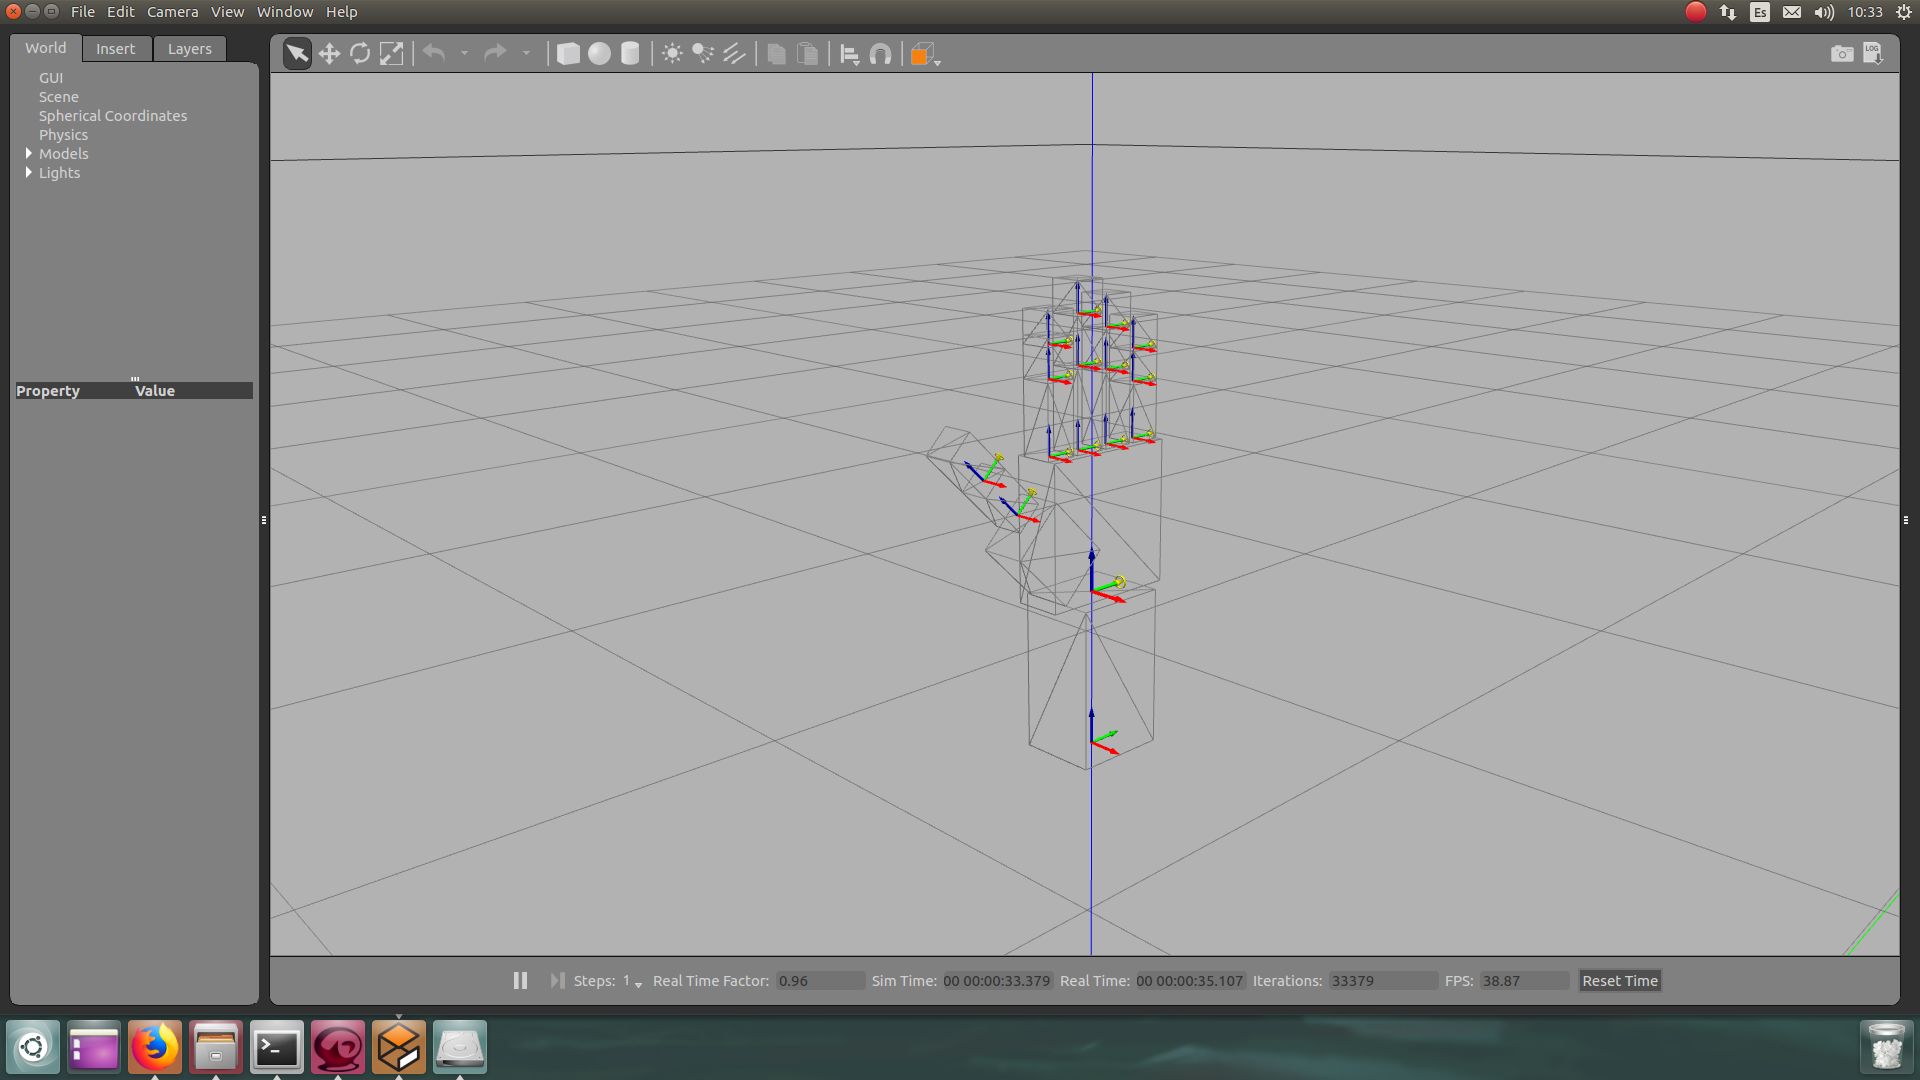 File Edit Camera View Window Help
Es
10:33
World Insert Layers
LOG
GUI
Scene
Spherical Coordinates
Physics
Models
Lights
Property Value
Steps: 1 Real Time Factor: 0.96 Sim Time: 00 00:00:33.379 Real Time: 00 00:00:35.107 Iterations: 33379 FPS: 38.87 Reset Time
>_